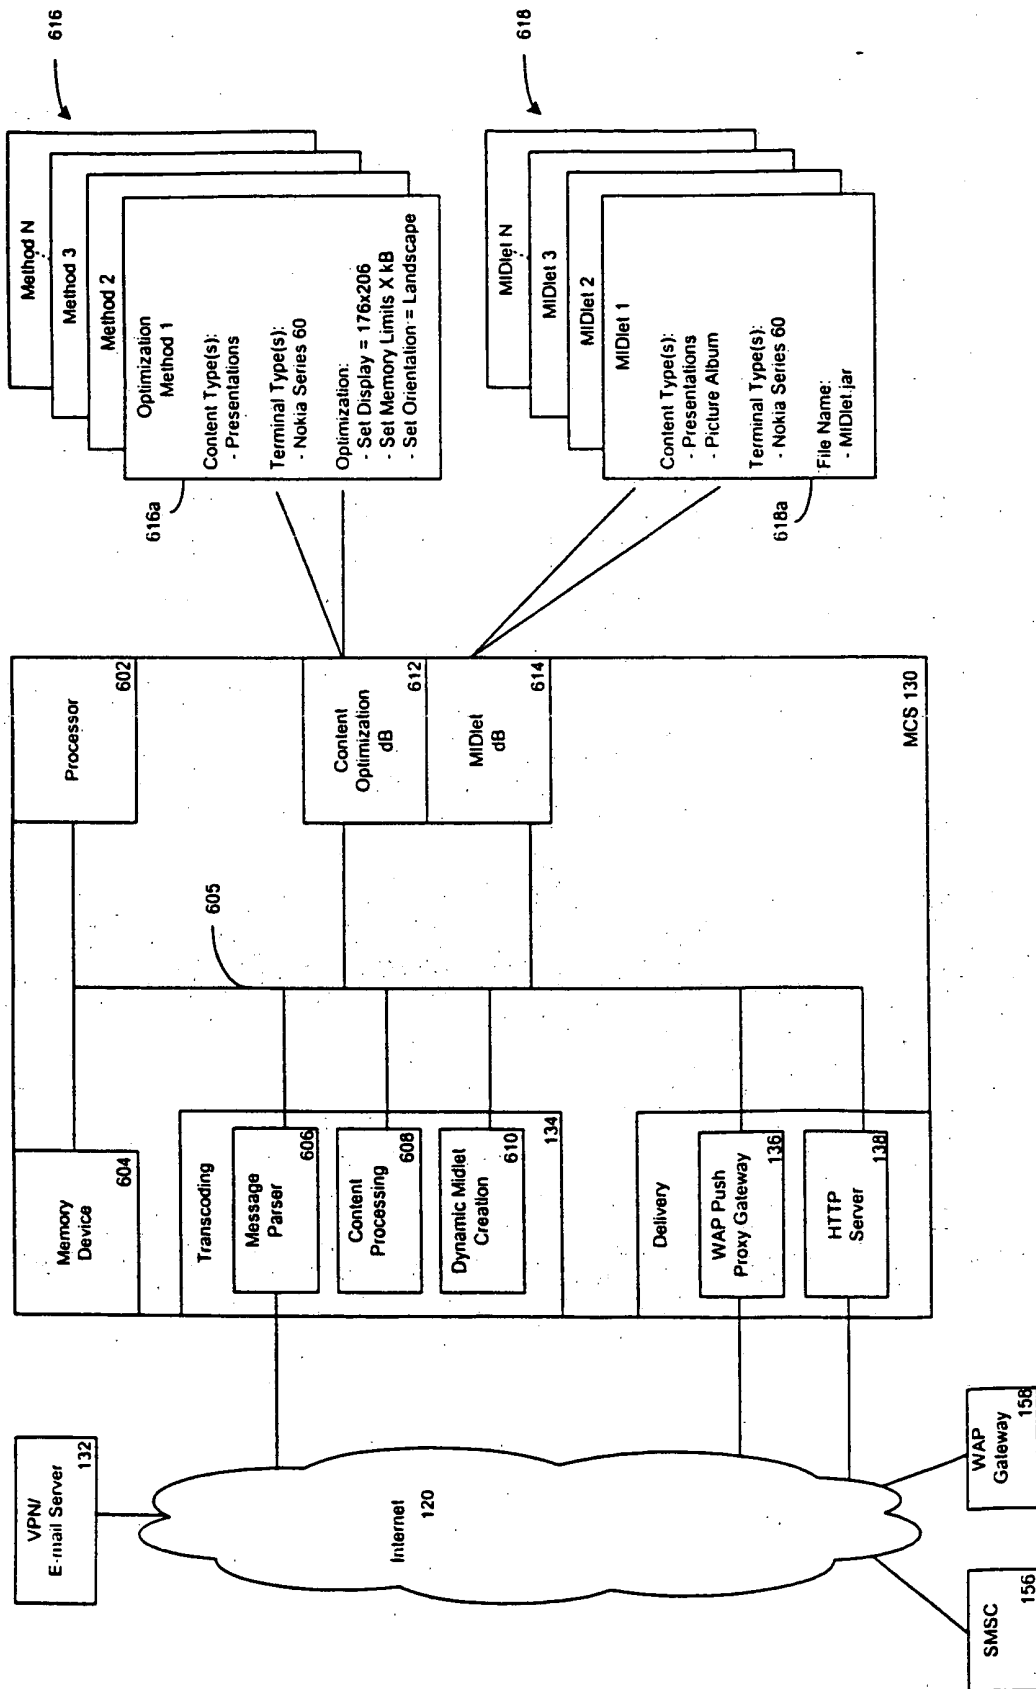 VPN/
E-mail Server
132
Internet
120
SMSC
156
WAP
Gateway
158
Memory
Device
604
Transcoding
Message
Parser
606
Content
Processing
608
Dynamic Midlet
Creation
610
134
Delivery
WAP Push
Proxy Gateway
136
HTTP
Server
138
605
Processor
602
Content
Optimization
dB
612
MIDlet
dB
614
MCS 130
616
Method N
Method 3
Method 2
Optimization
Method 1
Content Type(s):
- Presentations
Terminal Type(s):
- Nokia Series 60
Optimization:
- Set Display = 176x206
- Set Memory Limits X kB
- Set Orientation = Landscape
616a
618
MIDlet N
MIDlet 3
MIDlet 2
MIDlet 1
Content Type(s):
- Presentations
- Picture Album
Terminal Type(s):
- Nokia Series 60
File Name:
- MIDlet.jar
618a